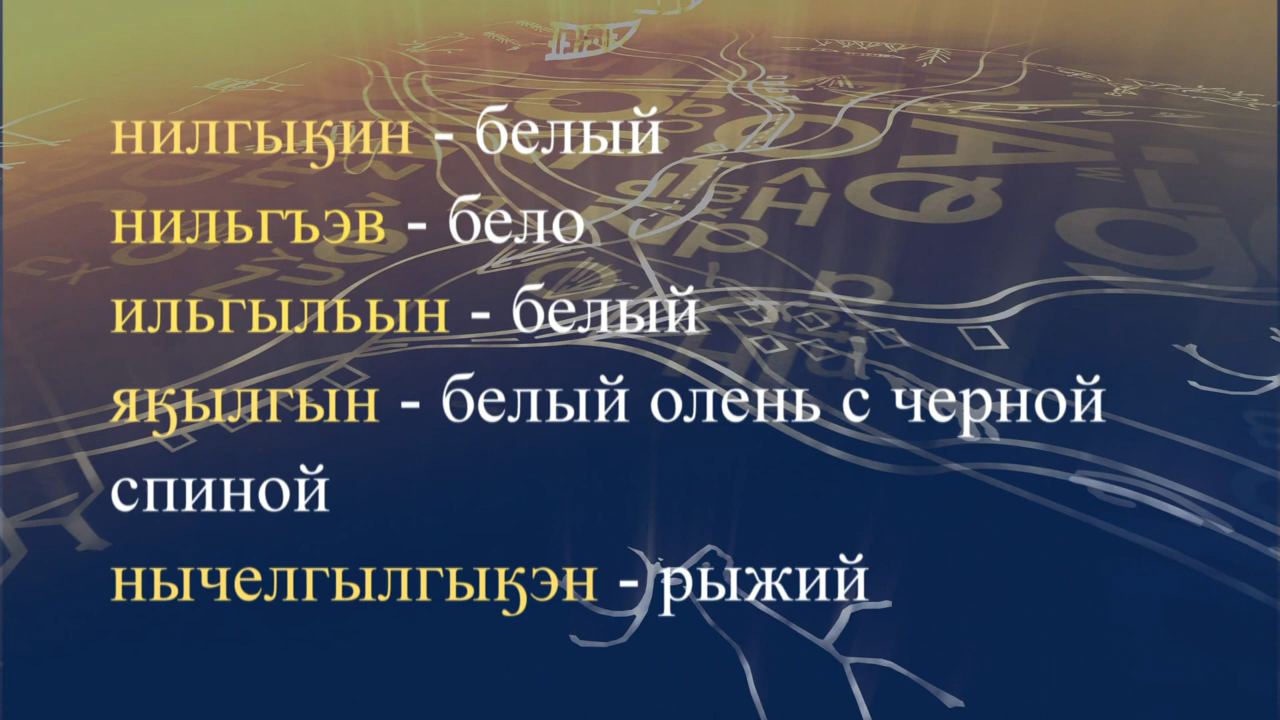 нилгыӄин - белый
нильгъэв - бело
ильгыльын - белый
яӄылгын - белый олень с черной
спиной
нычелгылгыӄэн - рыжий